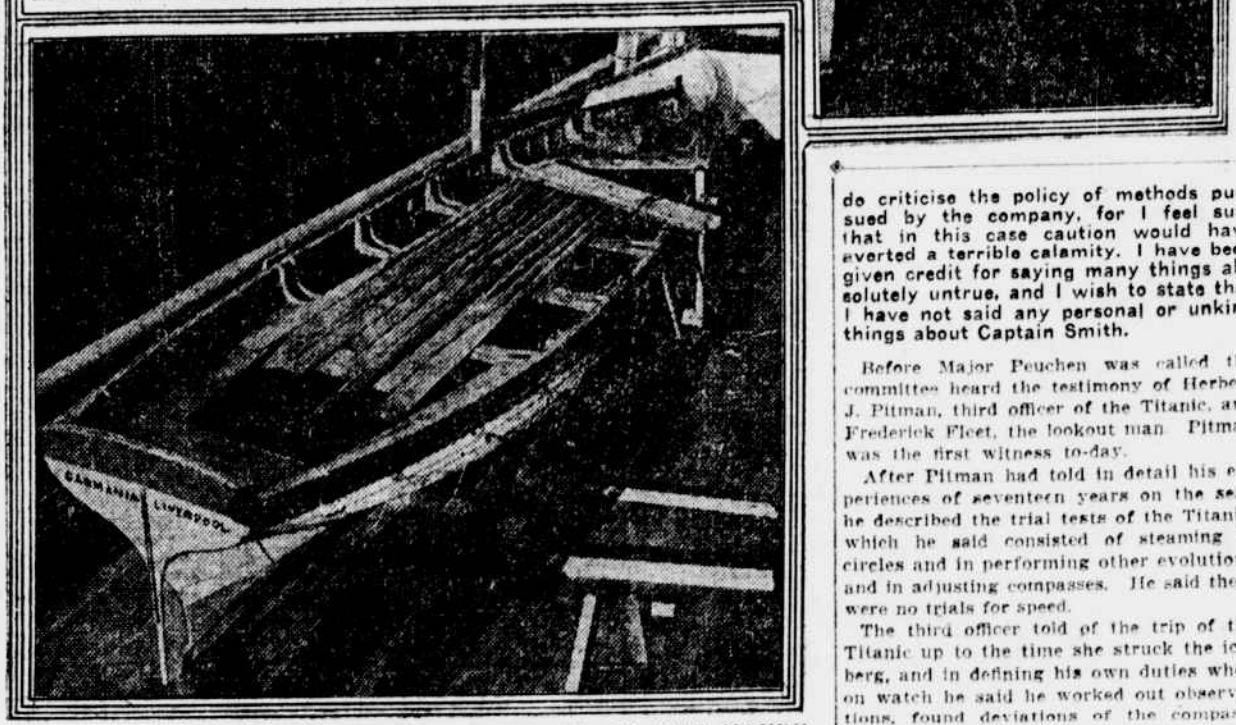 CARMANIA LIVERPOOL
do criticise the policy of methods pu
sued by the company, for I feel su
that in this case caution would hav
averted a terrible calamity. I have bee
given credit for saying many things a
solutely untrue, and I wish to state th
I have not said any personal or unkin
things about Captain Smith.
Before Major Peuchen was called t
committee heard the testimony of Herbe
J. Pitman, third officer of the Titanic, a
Frederick Fleet, the lookout man. Pitma
was the first witness to-day.
After Pitman had told in detail his e
periences of seventeen years on the sea
he described the trial tests of the Titani
which he said consisted of steaming
circles and in performing other evolution
and in adjusting compasses. He said the
were no trials for speed.
The third officer told of the trip of t
Titanic up to the time she struck the ic
berg, and in defining his own duties whe
on watch he said he worked out observ
tions, found deviations of the compas